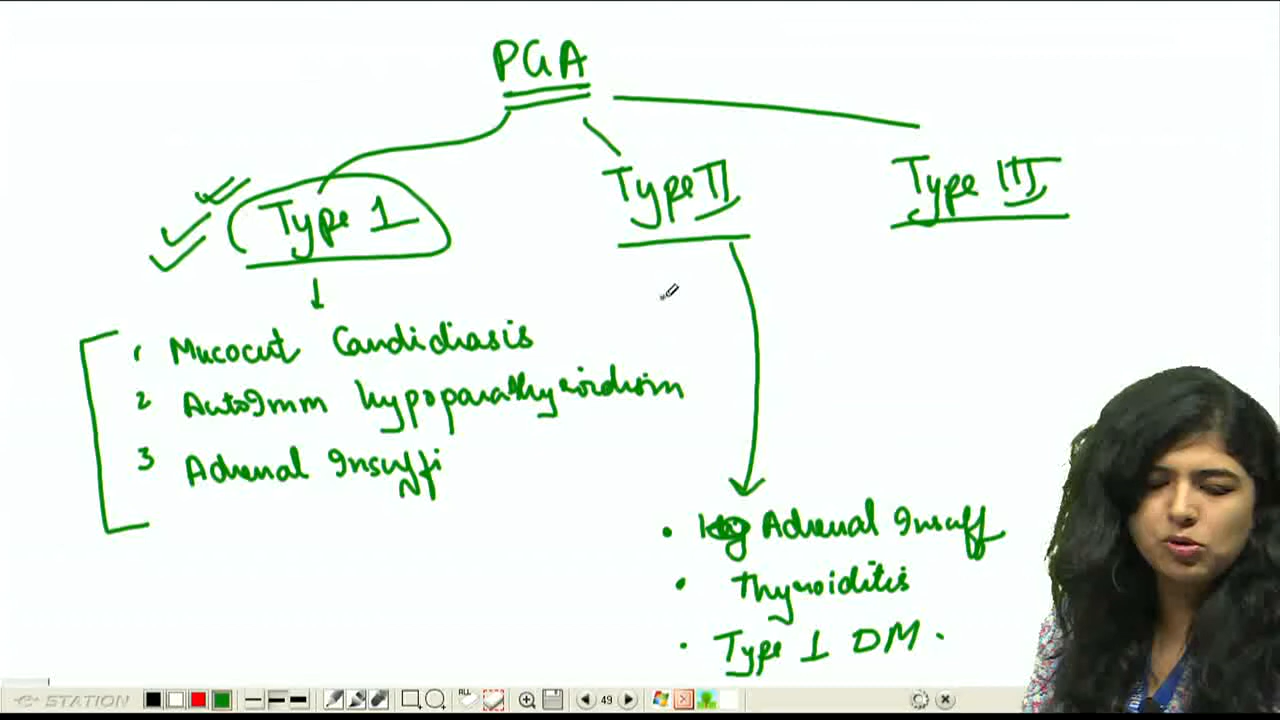 PGA
Type 1
Type II
Type III
1 Mucocut Candidiasis
2 AutoImm hypoparathyroidism
3 Adrenal Insuffi
• Adrenal Insuff
• Thyroiditis
• Type 1 DM .
STATION
49